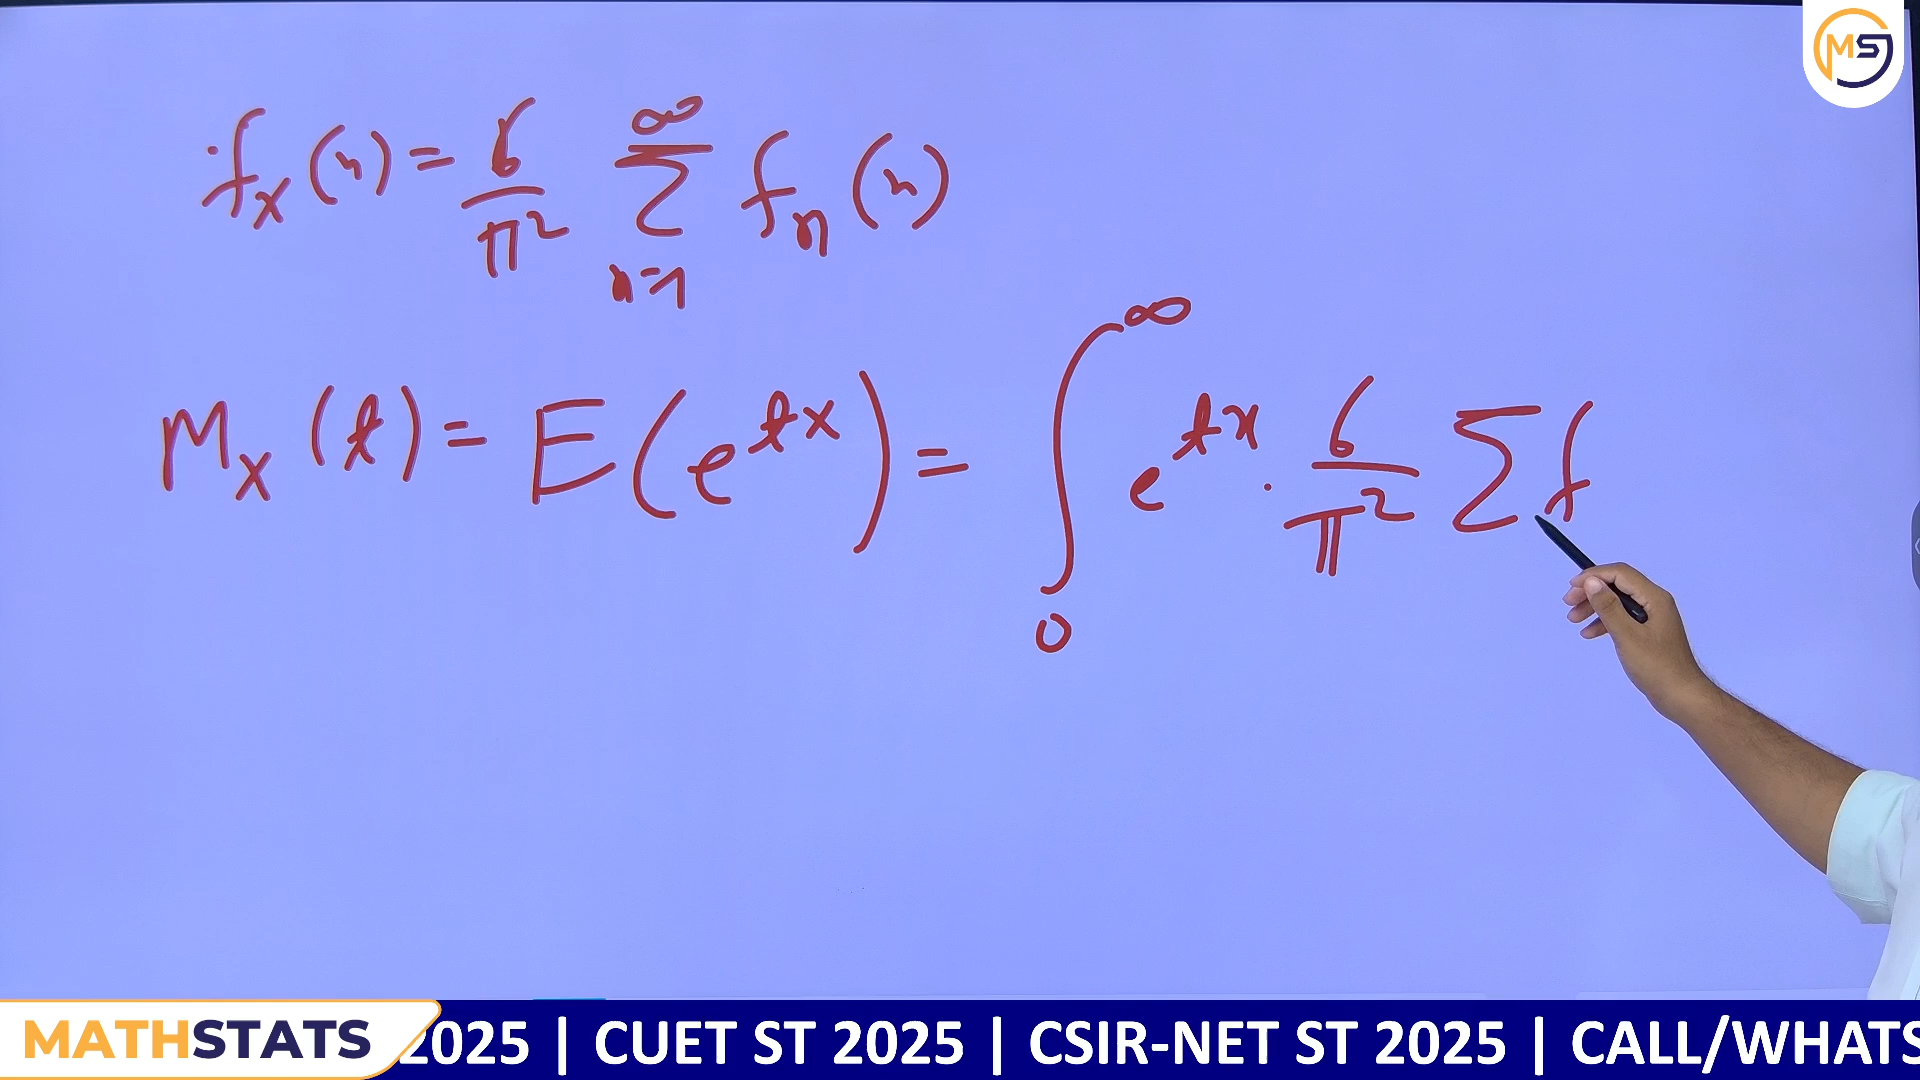 MS
f_X(x) = 6/π² ∑_{n=1}^{∞} f_n(x)
M_X(t) = E(e^{tx}) = ∫_0^∞ e^{tx} · 6/π² ∑ f
MATHSTATS 2025 | CUET ST 2025 | CSIR-NET ST 2025 | CALL/WHATS